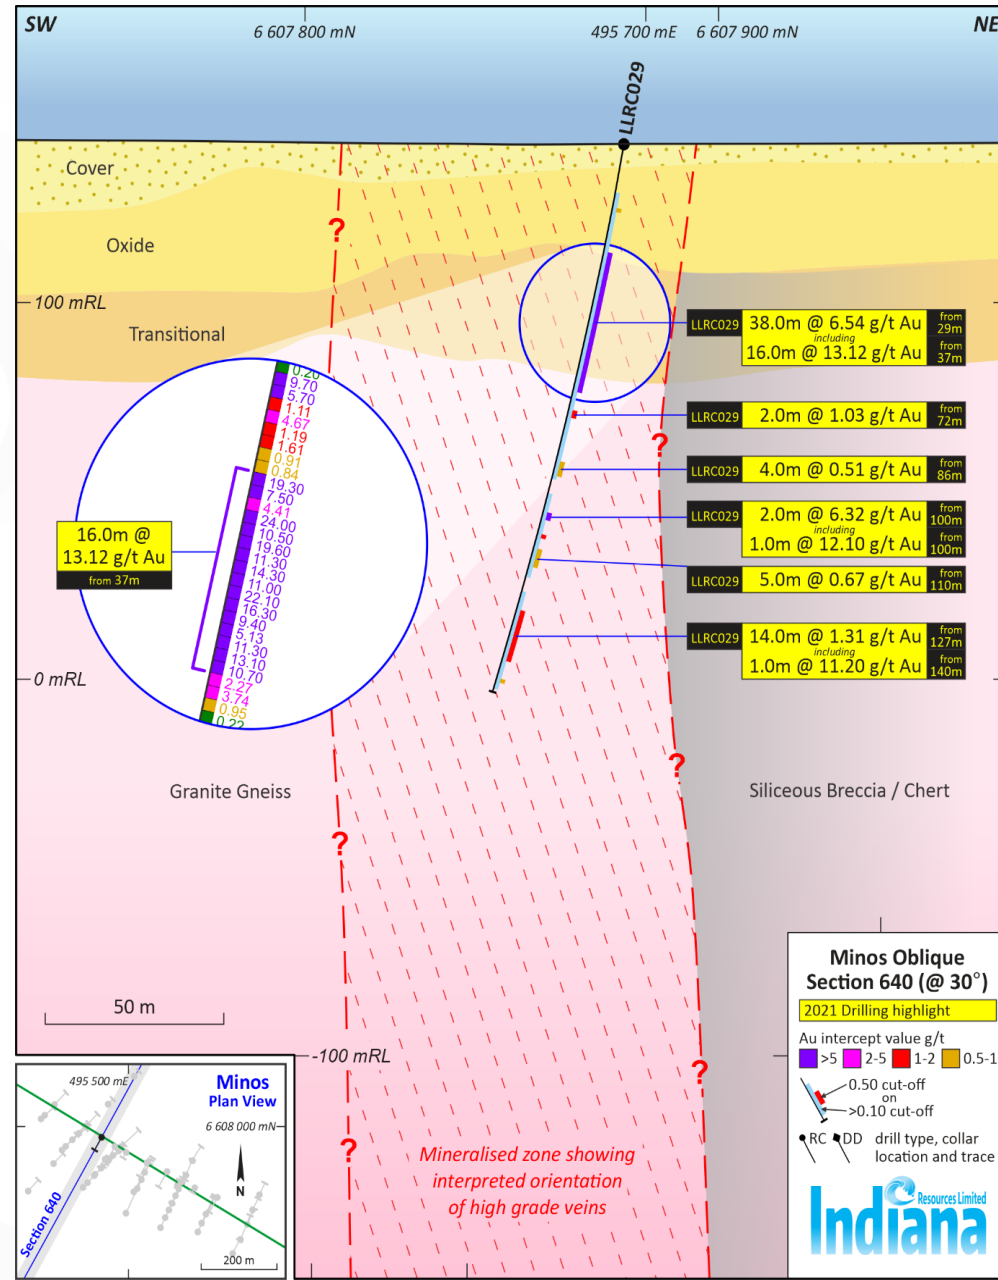 SW
6 607 800 mN
495 700 mE
6 607 900 mN
NE
LLRC029
Cover
Oxide
Transitional
100 mRL
?
LLRC029
38.0m @ 6.54 g/t Au
including
16.0m @ 13.12 g/t Au
from
29m
from
37m
LLRC029
2.0m @ 1.03 g/t Au
from
72m
?
LLRC029
4.0m @ 0.51 g/t Au
from
86m
LLRC029
2.0m @ 6.32 g/t Au
including
1.0m @ 12.10 g/t Au
from
100m
from
100m
LLRC029
5.0m @ 0.67 g/t Au
from
110m
LLRC029
14.0m @ 1.31 g/t Au
including
1.0m @ 11.20 g/t Au
from
127m
from
140m
0.20
9.70
5.70
1.11
4.67
1.19
1.61
0.91
0.84
19.30
7.50
4.41
24.00
10.50
19.60
11.30
14.30
11.00
22.10
16.30
9.40
5.13
11.30
13.10
10.70
2.27
3.74
0.95
0.22
16.0m @
13.12 g/t Au
from 37m
0 mRL
?
Granite Gneiss
Siliceous Breccia / Chert
?
50 m
-100 mRL
?
?
Mineralised zone showing
interpreted orientation
of high grade veins
Minos Oblique
Section 640 (@ 30°)
2021 Drilling highlight
Au intercept value g/t
>5
2-5
1-2
0.5-1
0.50 cut-off
on
>0.10 cut-off
RC
DD
drill type, collar
location and trace
Indiana
Resources Limited
495 500 mE
Minos
Plan View
6 608 000 mN
N
Section 640
200 m